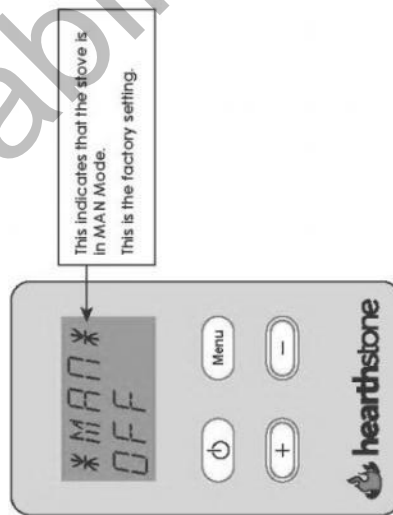 This indicates that the stove is
in MAN Mode.
This is the factory setting.
*MAN*
OFF
Menu
+
-
hearthstone